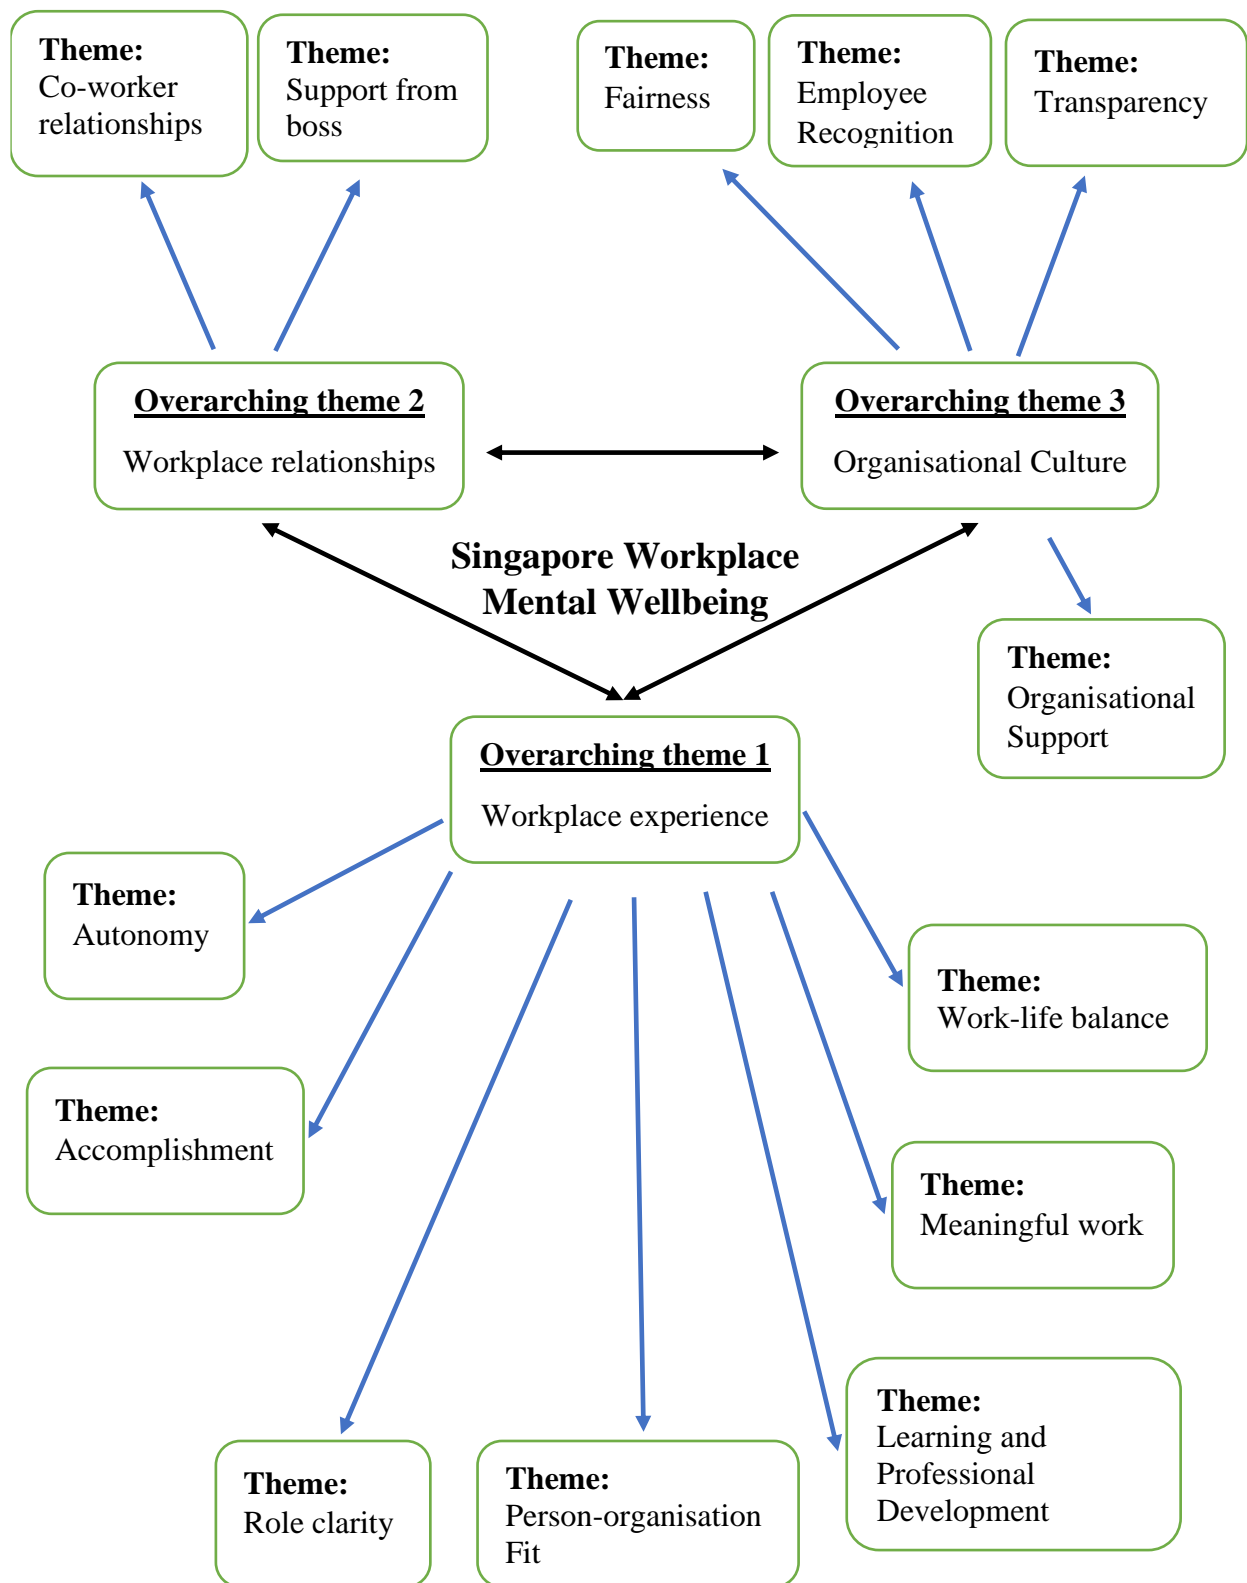 Theme:
Co-worker
relationships
Theme:
Support from
boss
Theme:
Fairness
Theme:
Employee
Recognition
Theme:
Transparency
Overarching theme 2
Workplace relationships
Overarching theme 3
Organisational Culture
Singapore Workplace
Mental Wellbeing
Theme:
Organisational
Support
Overarching theme 1
Workplace experience
Theme:
Autonomy
Theme:
Work-life balance
Theme:
Accomplishment
Theme:
Meaningful work
Theme:
Learning and
Professional
Development
Theme:
Role clarity
Theme:
Person-organisation
Fit